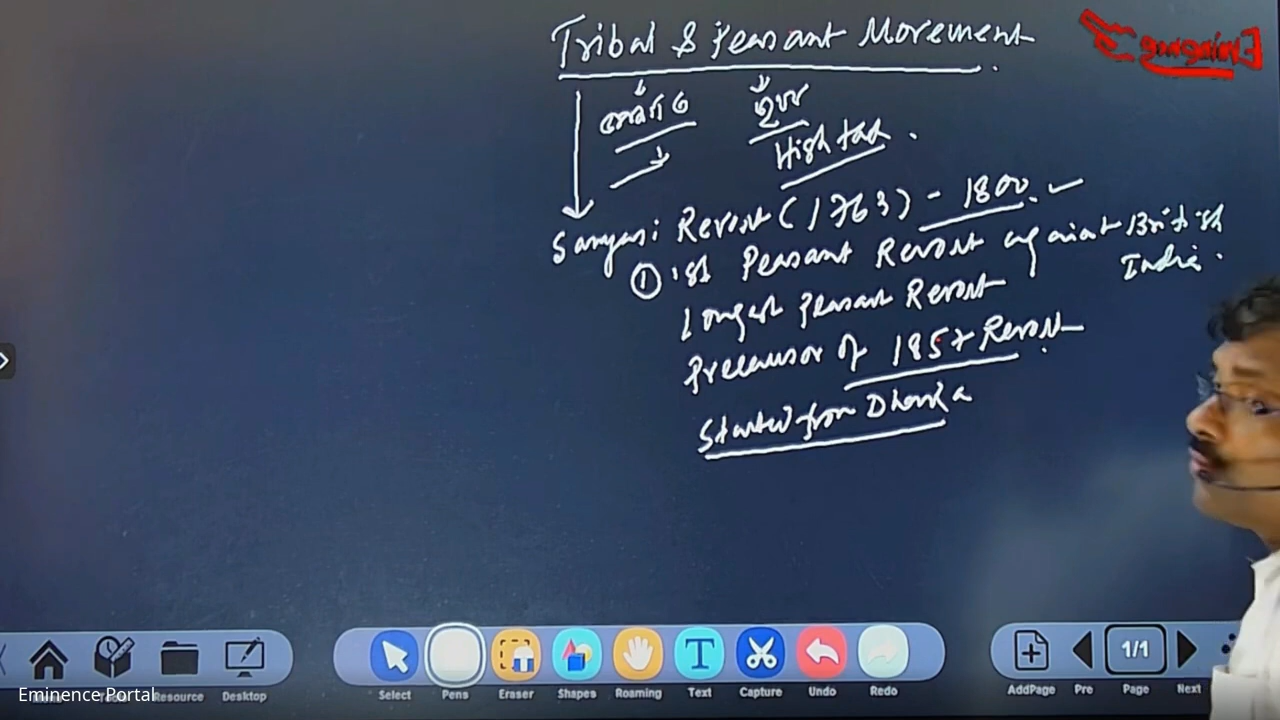 Tribal & Peasant Movement
High tax
Sanyasi Revolt (1763) - 1800
① 1st Peasant Revolt against British India
Longest Peasant Revolt
Precursor of 1857 Revolt
Started from Dhaka
Select
Pens
Eraser
Shapes
Roaming
Text
Capture
Undo
Redo
Resource
Desktop
AddPage
Pre
1/1
Page
Next
Eminence Portal